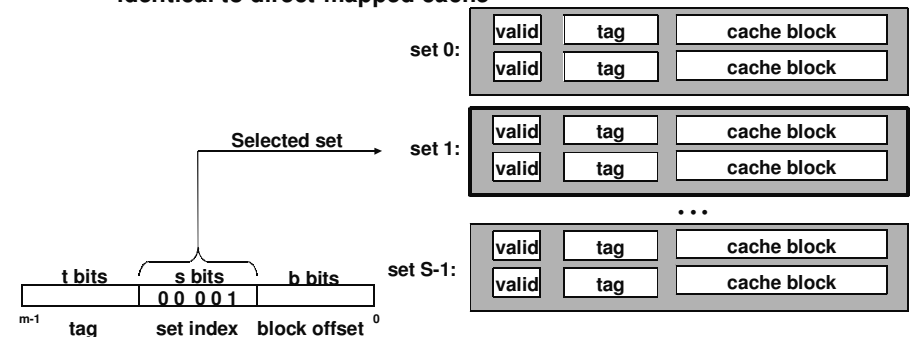 identical to direct-mapped cache
set 0:
valid tag cache block
valid tag cache block
Selected set
set 1:
valid tag cache block
valid tag cache block
• • •
set S-1:
valid tag cache block
valid tag cache block
t bits s bits b bits
0 0 0 0 1
m-1 tag set index block offset 0